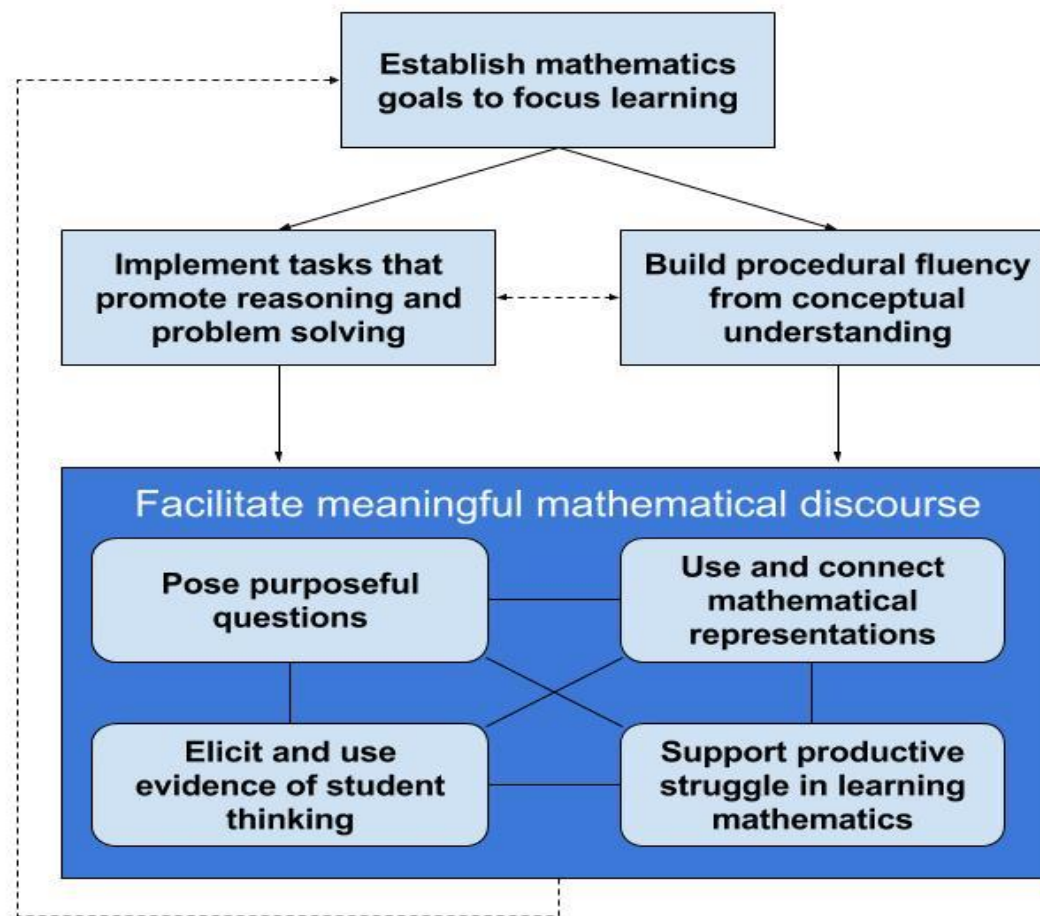 Establish mathematics
goals to focus learning
Implement tasks that
promote reasoning and
problem solving
Build procedural fluency
from conceptual
understanding
Facilitate meaningful mathematical discourse
Pose purposeful
questions
Use and connect
mathematical
representations
Elicit and use
evidence of student
thinking
Support productive
struggle in learning
mathematics